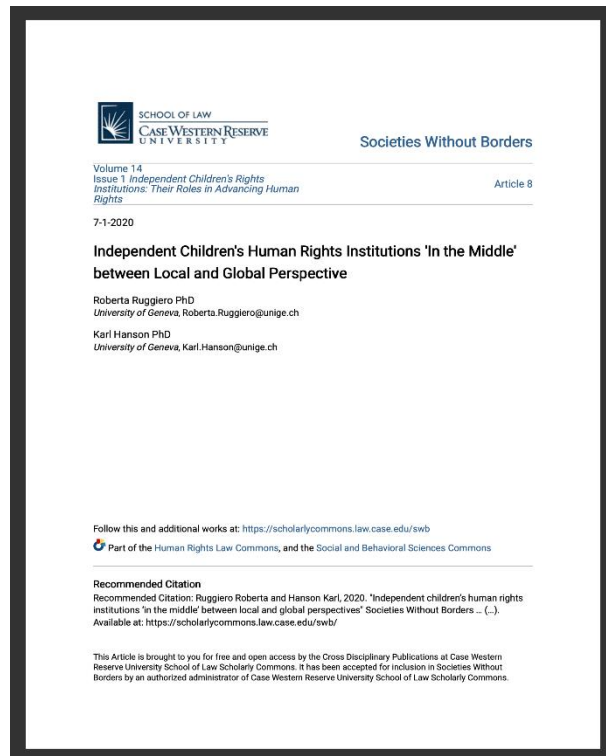 SCHOOL OF LAW
CASE WESTERN RESERVE
UNIVERSITY
Societies Without Borders
Volume 14
Issue 1 Independent Children's Rights
Institutions: Their Roles in Advancing Human
Rights
Article 8
7-1-2020
Independent Children's Human Rights Institutions 'In the Middle'
between Local and Global Perspective
Roberta Ruggiero PhD
University of Geneva, Roberta.Ruggiero@unige.ch
Karl Hanson PhD
University of Geneva, Karl.Hanson@unige.ch
Follow this and additional works at: https://scholarlycommons.law.case.edu/swb
Part of the Human Rights Law Commons, and the Social and Behavioral Sciences Commons
Recommended Citation
Recommended Citation: Ruggiero Roberta and Hanson Karl, 2020. "Independent children's human rights
institutions 'in the middle' between local and global perspectives" Societies Without Borders … (…).
Available at: https://scholarlycommons.law.case.edu/swb/
This Article is brought to you for free and open access by the Cross Disciplinary Publications at Case Western
Reserve University School of Law Scholarly Commons. It has been accepted for inclusion in Societies Without
Borders by an authorized administrator of Case Western Reserve University School of Law Scholarly Commons.